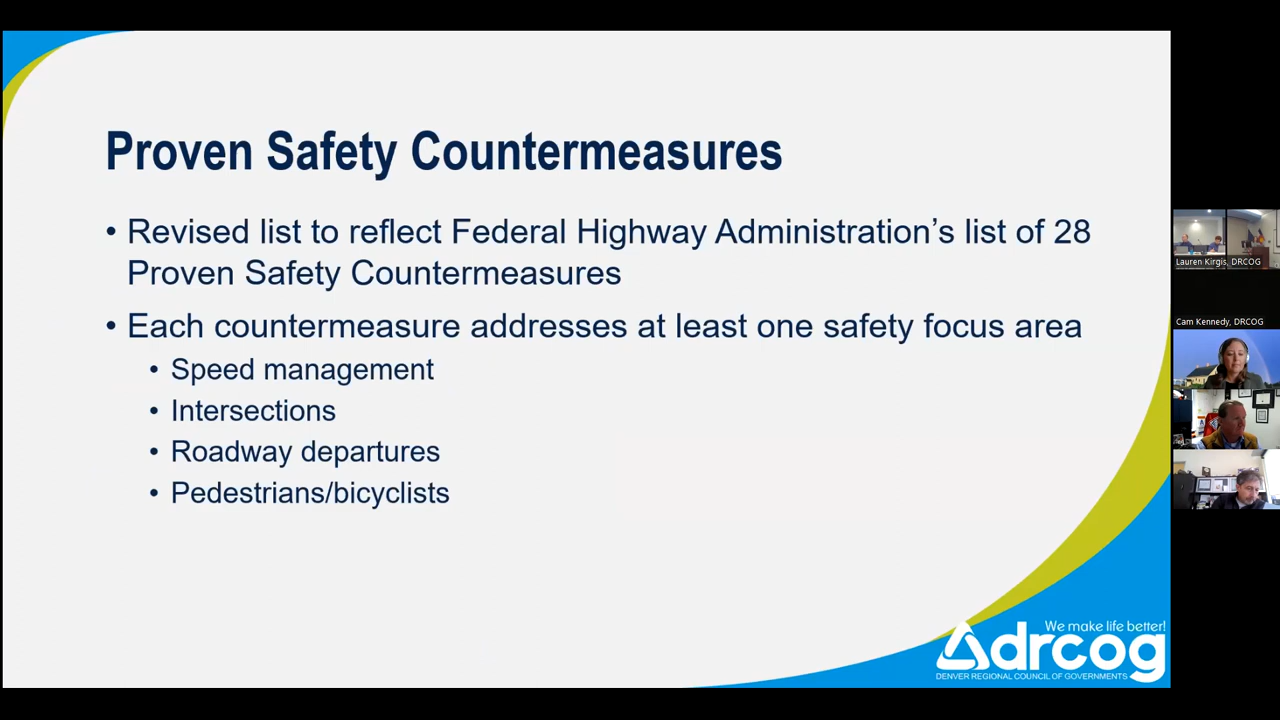 Proven Safety Countermeasures
• Revised list to reflect Federal Highway Administration's list of 28
Proven Safety Countermeasures
• Each countermeasure addresses at least one safety focus area
• Speed management
• Intersections
• Roadway departures
• Pedestrians/bicyclists
We make life better!
drcog
DENVER REGIONAL COUNCIL OF GOVERNMENTS
Lauren Kirgis, DRCOG
Cam Kennedy, DRCOG